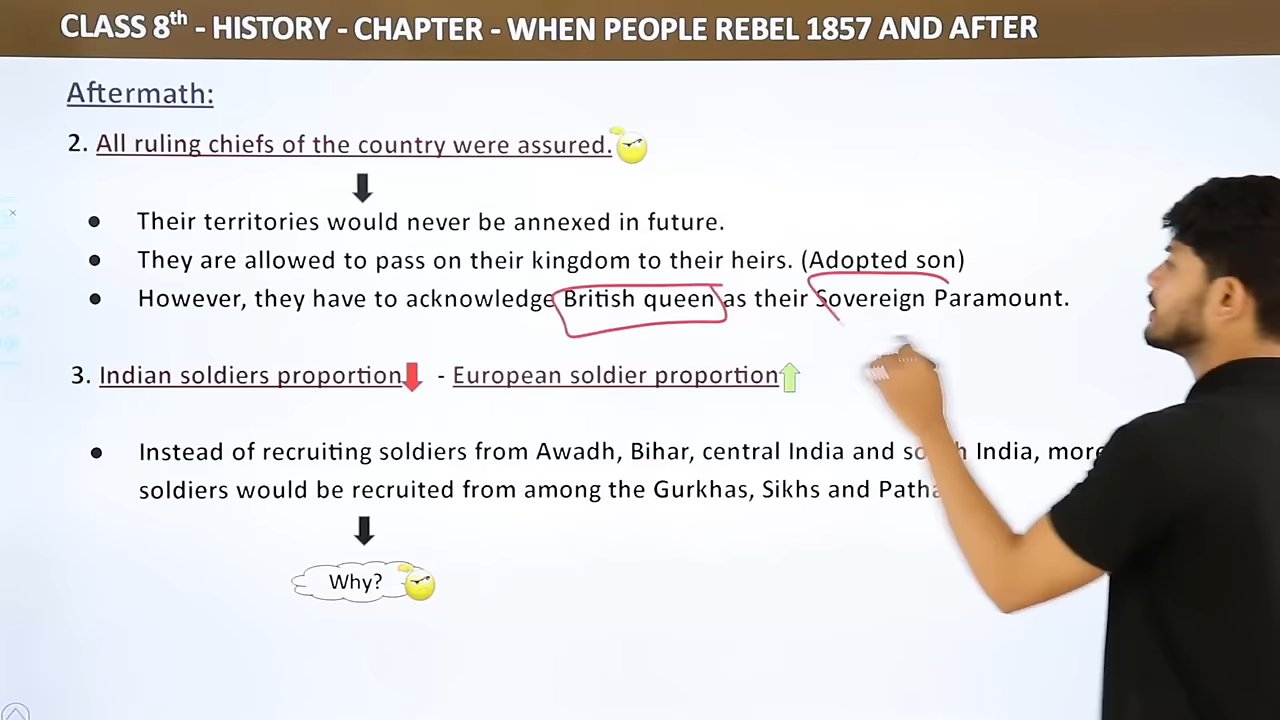 CLASS 8th - HISTORY - CHAPTER - WHEN PEOPLE REBEL 1857 AND AFTER
Aftermath:
2. All ruling chiefs of the country were assured.
● Their territories would never be annexed in future.
● They are allowed to pass on their kingdom to their heirs. (Adopted son)
● However, they have to acknowledge British queen as their Sovereign Paramount.
3. Indian soldiers proportion - European soldier proportion
● Instead of recruiting soldiers from Awadh, Bihar, central India and India, more
soldiers would be recruited from among the Gurkhas, Sikhs and
Why?